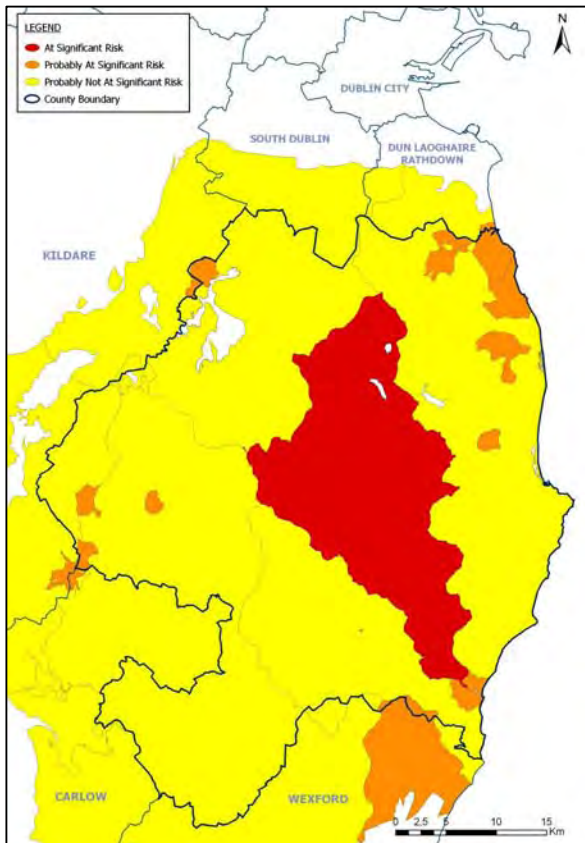 LEGEND
At Significant Risk
Probably At Significant Risk
Probably Not At Significant Risk
County Boundary
N
DUBLIN CITY
SOUTH DUBLIN
DUN LAOGHAIRE
RATHDOWN
KILDARE
CARLOW
WEXFORD
0 2.5 5 10 15
Km